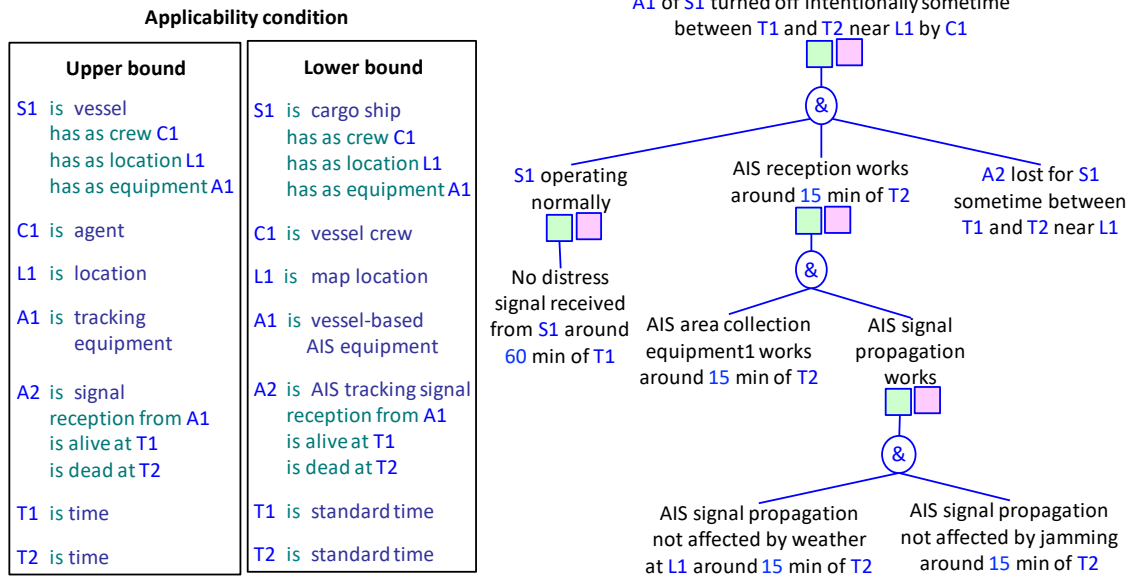 Applicability condition
Upper bound
S1 is vessel
has as crew C1
has as location L1
has as equipment A1
C1 is agent
L1 is location
A1 is tracking
equipment
A2 is signal
reception from A1
is alive at T1
is dead at T2
T1 is time
T2 is time
Lower bound
S1 is cargo ship
has as crew C1
has as location L1
has as equipment A1
C1 is vessel crew
L1 is map location
A1 is vessel-based
AIS equipment
A2 is AIS tracking signal
reception from A1
is alive at T1
is dead at T2
T1 is standard time
T2 is standard time
A1 of S1 turned off intentionally sometime
between T1 and T2 near L1 by C1
&
S1 operating
normally
AIS reception works
around 15 min of T2
A2 lost for S1
sometime between
T1 and T2 near L1
No distress
signal received
from S1 around
60 min of T1
&
AIS area collection
equipment1 works
around 15 min of T2
AIS signal
propagation
works
&
AIS signal propagation
not affected by weather
at L1 around 15 min of T2
AIS signal propagation
not affected by jamming
around 15 min of T2